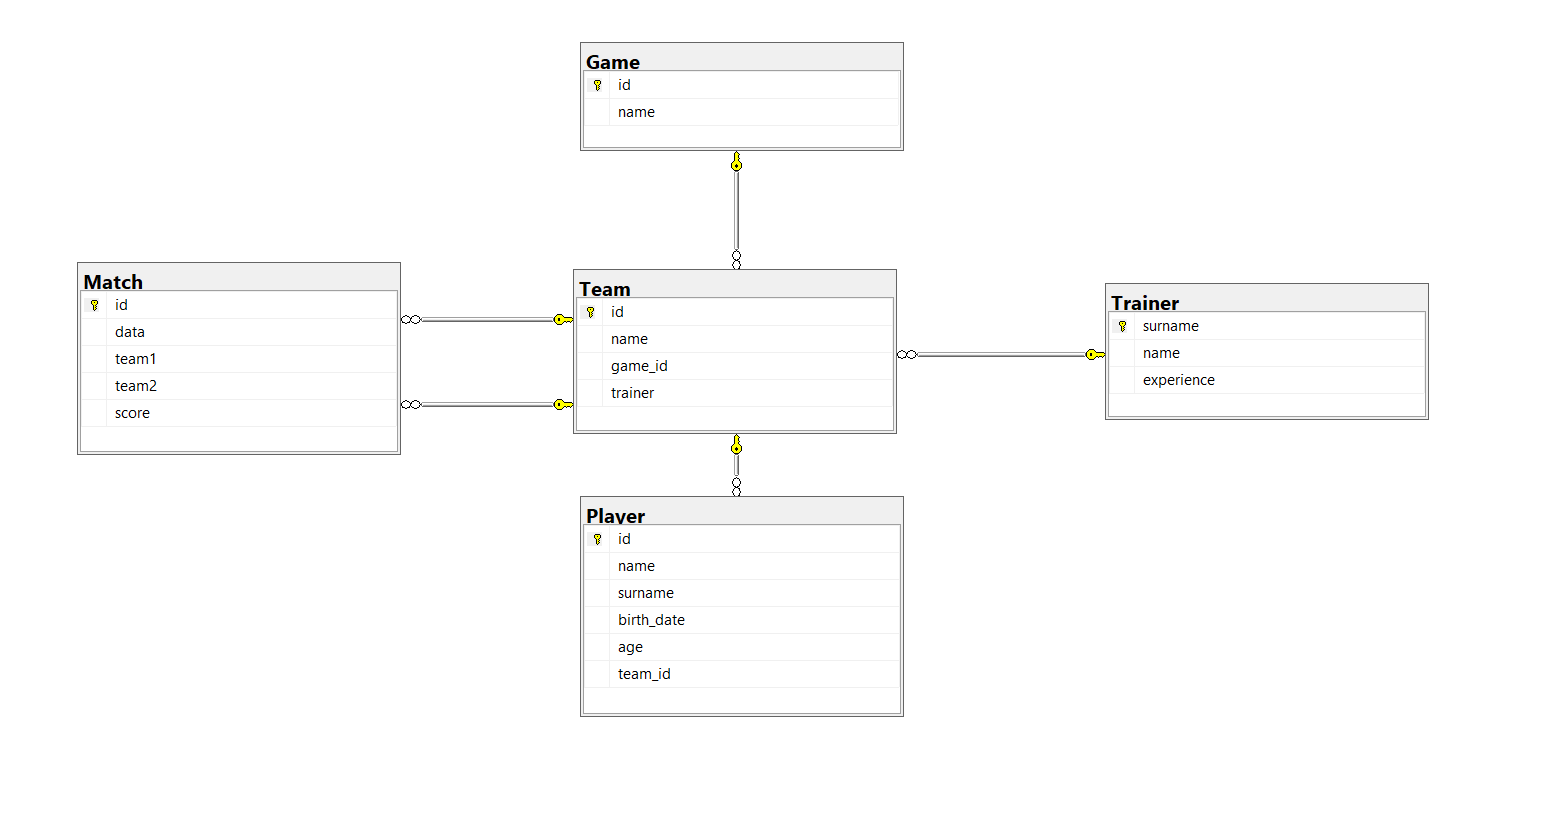 Game
id
name
Match
id
data
team1
team2
score
Team
id
name
game_id
trainer
Trainer
surname
name
experience
Player
id
name
surname
birth_date
age
team_id